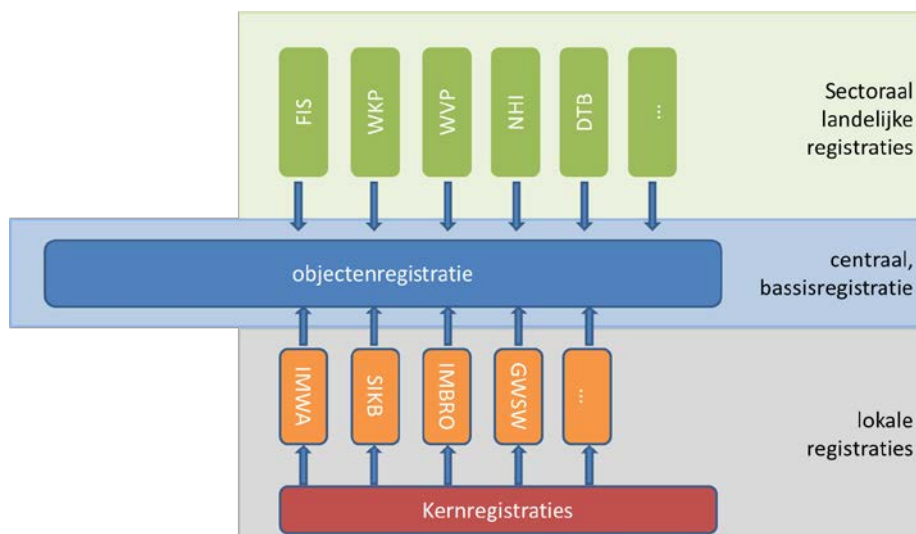 FIS
WKP
WVP
NHI
DTB
...
Sectoraal
landelijke
registraties
objectenregistratie
centraal,
bassisregistratie
IMWA
SIKB
IMBRO
GWSW
...
lokale
registraties
Kernregistraties